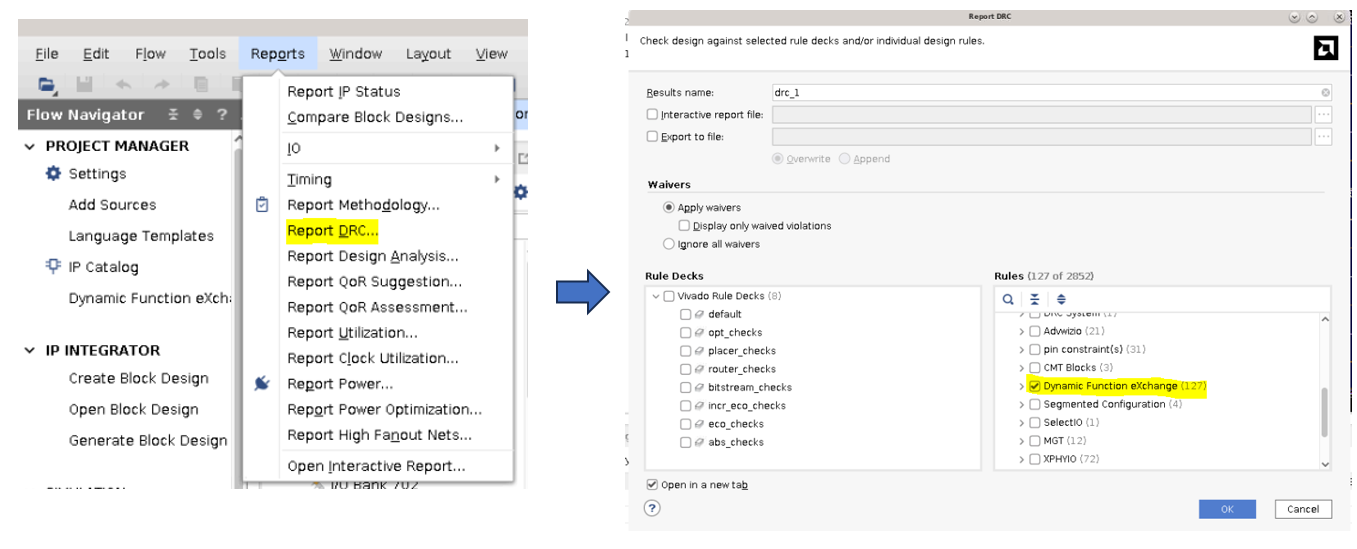 File Edit Flow Tools Reports Window Layout View
Flow Navigator ?
PROJECT MANAGER
Settings
Add Sources
Language Templates
IP Catalog
Dynamic Function eXch
IP INTEGRATOR
Create Block Design
Open Block Design
Generate Block Design
Report IP Status
Compare Block Designs...
IO
Timing
Report Methodology...
Report DRC...
Report Design Analysis...
Report QoR Suggestion...
Report QoR Assessment...
Report Utilization...
Report Clock Utilization...
Report Power...
Report Power Optimization...
Report High Fanout Nets...
Open Interactive Report...
I/O Bank 702
or
Report DRC
Check design against selected rule decks and/or individual design rules.
Results name: drc_1
Interactive report file:
Export to file:
Overwrite Append
Waivers
Apply waivers
Display only waived violations
Ignore all waivers
Rule Decks
Vivado Rule Decks (8)
default
opt_checks
placer_checks
router_checks
bitstream_checks
incr_eco_checks
eco_checks
abs_checks
Rules (127 of 2852)
DRC System (1)
Advwizio (21)
pin constraint(s) (31)
CMT Blocks (3)
Dynamic Function eXchange (127)
Segmented Configuration (4)
SelectIO (1)
MGT (12)
XPHYIO (72)
Open in a new tab
?
OK Cancel